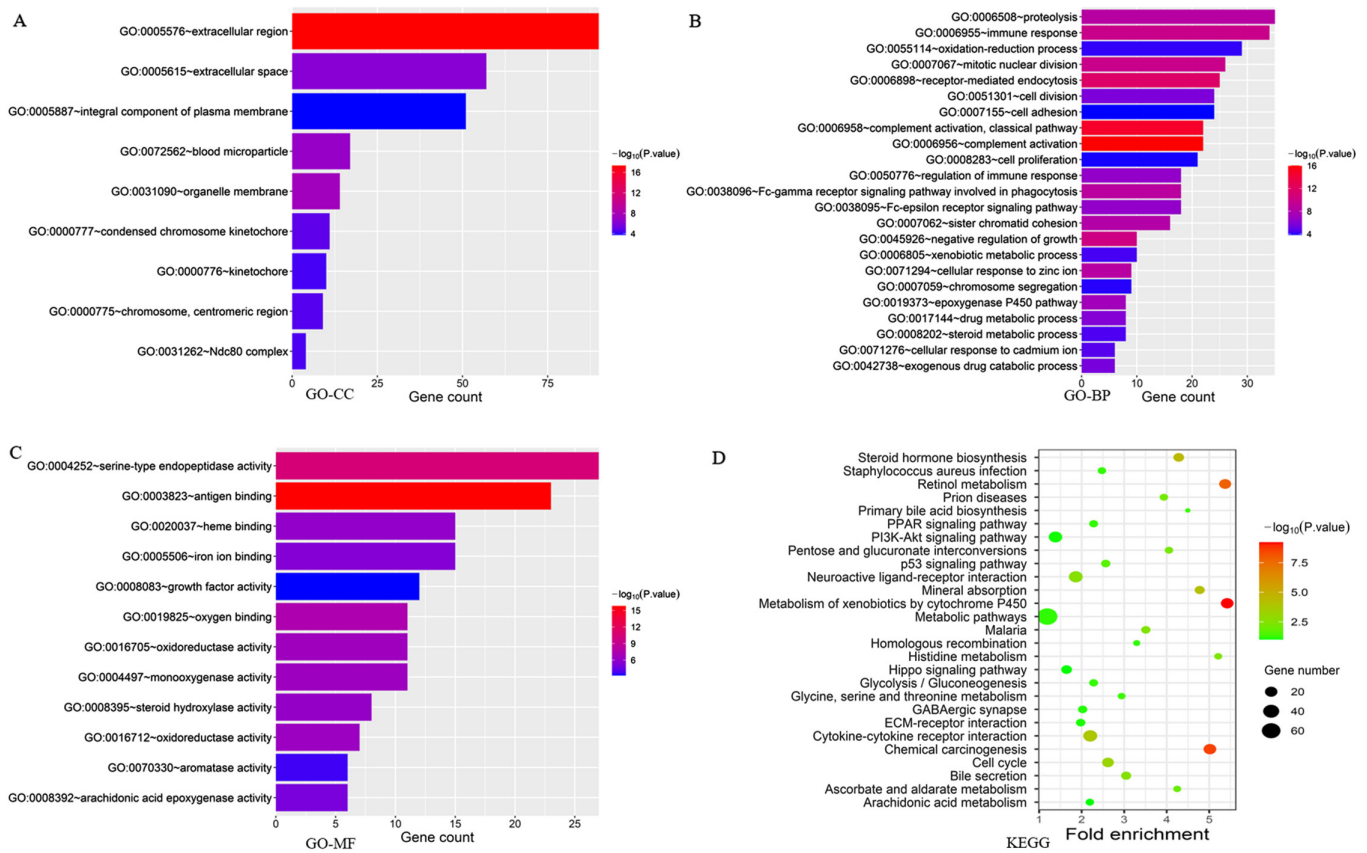 A
GO:0005576~extracellular region
GO:0005615~extracellular space
GO:0005887~integral component of plasma membrane
GO:0072562~blood microparticle
GO:0031090~organelle membrane
GO:0000777~condensed chromosome kinetochore
GO:0000776~kinetochore
GO:0000775~chromosome, centromeric region
GO:0031262~Ndc80 complex
0 25 50 75
GO-CC Gene count
−log10(P.value)
16
12
8
4
B
GO:0006508~proteolysis
GO:0006955~immune response
GO:0055114~oxidation-reduction process
GO:0007067~mitotic nuclear division
GO:0006898~receptor-mediated endocytosis
GO:0051301~cell division
GO:0007155~cell adhesion
GO:0006958~complement activation, classical pathway
GO:0006956~complement activation
GO:0008283~cell proliferation
GO:0050776~regulation of immune response
GO:0038096~Fc-gamma receptor signaling pathway involved in phagocytosis
GO:0038095~Fc-epsilon receptor signaling pathway
GO:0007062~sister chromatid cohesion
GO:0045926~negative regulation of growth
GO:0006805~xenobiotic metabolic process
GO:0071294~cellular response to zinc ion
GO:0007059~chromosome segregation
GO:0019373~epoxygenase P450 pathway
GO:0017144~drug metabolic process
GO:0008202~steroid metabolic process
GO:0071276~cellular response to cadmium ion
GO:0042738~exogenous drug catabolic process
0 10 20 30
GO-BP Gene count
−log10(P.value)
16
12
8
4
C
GO:0004252~serine-type endopeptidase activity
GO:0003823~antigen binding
GO:0020037~heme binding
GO:0005506~iron ion binding
GO:0008083~growth factor activity
GO:0019825~oxygen binding
GO:0016705~oxidoreductase activity
GO:0004497~monooxygenase activity
GO:0008395~steroid hydroxylase activity
GO:0016712~oxidoreductase activity
GO:0070330~aromatase activity
GO:0008392~arachidonic acid epoxygenase activity
0 5 10 15 20 25
GO-MF Gene count
−log10(P.value)
15
12
9
6
D
Steroid hormone biosynthesis
Staphylococcus aureus infection
Retinol metabolism
Prion diseases
Primary bile acid biosynthesis
PPAR signaling pathway
PI3K-Akt signaling pathway
Pentose and glucuronate interconversions
p53 signaling pathway
Neuroactive ligand-receptor interaction
Mineral absorption
Metabolism of xenobiotics by cytochrome P450
Metabolic pathways
Malaria
Homologous recombination
Histidine metabolism
Hippo signaling pathway
Glycolysis / Gluconeogenesis
Glycine, serine and threonine metabolism
GABAergic synapse
ECM-receptor interaction
Cytokine-cytokine receptor interaction
Chemical carcinogenesis
Cell cycle
Bile secretion
Ascorbate and aldarate metabolism
Arachidonic acid metabolism
1 2 3 4 5
KEGG Fold enrichment
−log10(P.value)
7.5
5.0
2.5
Gene number
20
40
60